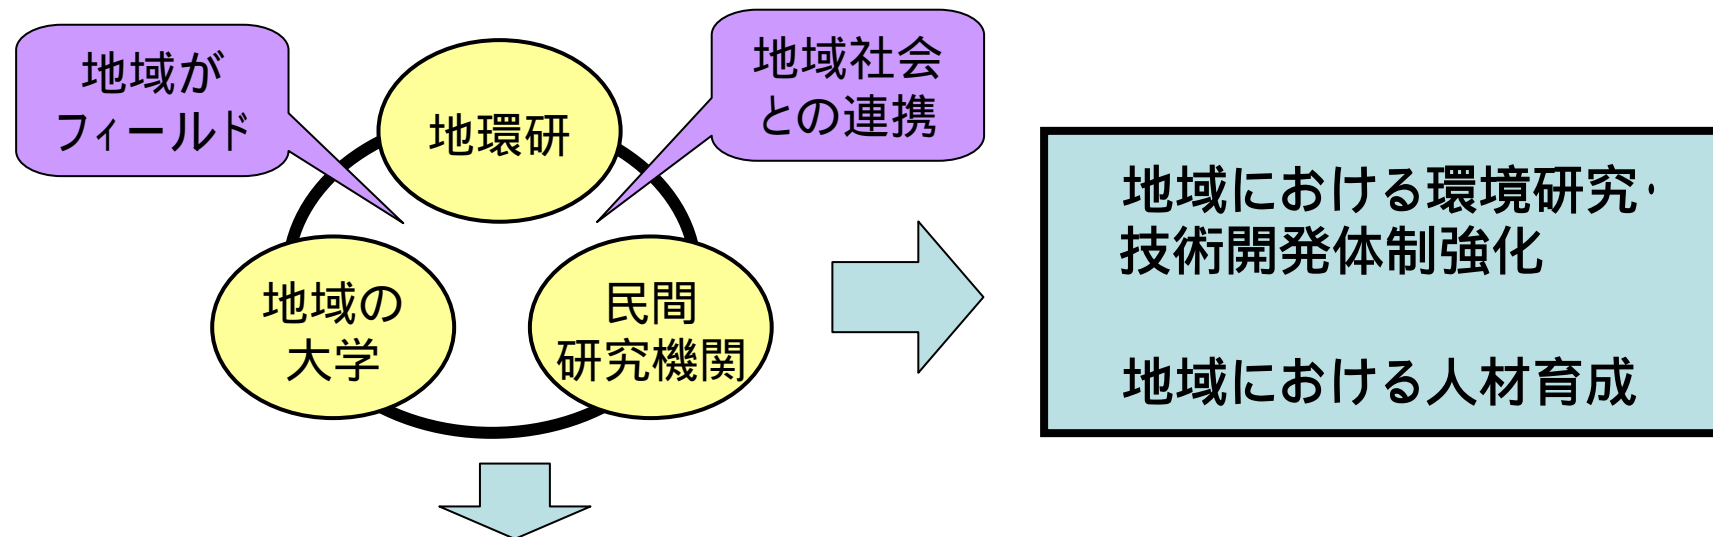 地域が
フィールド
地域社会
との連携
地環研
地域の
大学
民間
研究機関
地域における環境研究・
技術開発体制強化
地域における人材育成